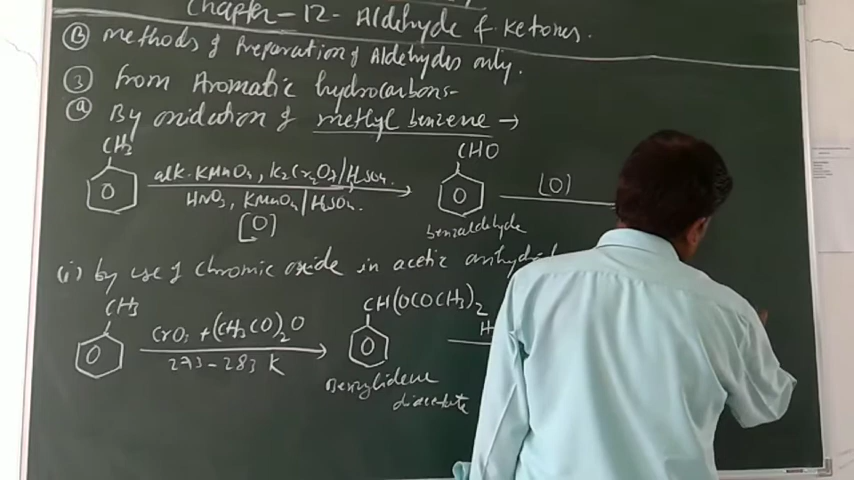 Chapter-12- Aldehyde & ketones.
(B) methods of Preparation of Aldehydes only.
(3) from Aromatic hydrocarbons-
(a) By oxidation of methyl benzene →
CH3
alk. KMnO4, K2Cr2O7/H2SO4.
HNO3, KMnO4/H2SO4.
[O]
CHO
benzaldehyde
[O]
(i) by use of chromic oxide in acetic anhydrid
CH3
CrO3 + (CH3CO)2O
273-283 K
CH(OCOCH3)2
Benzylidene
diacetate
H